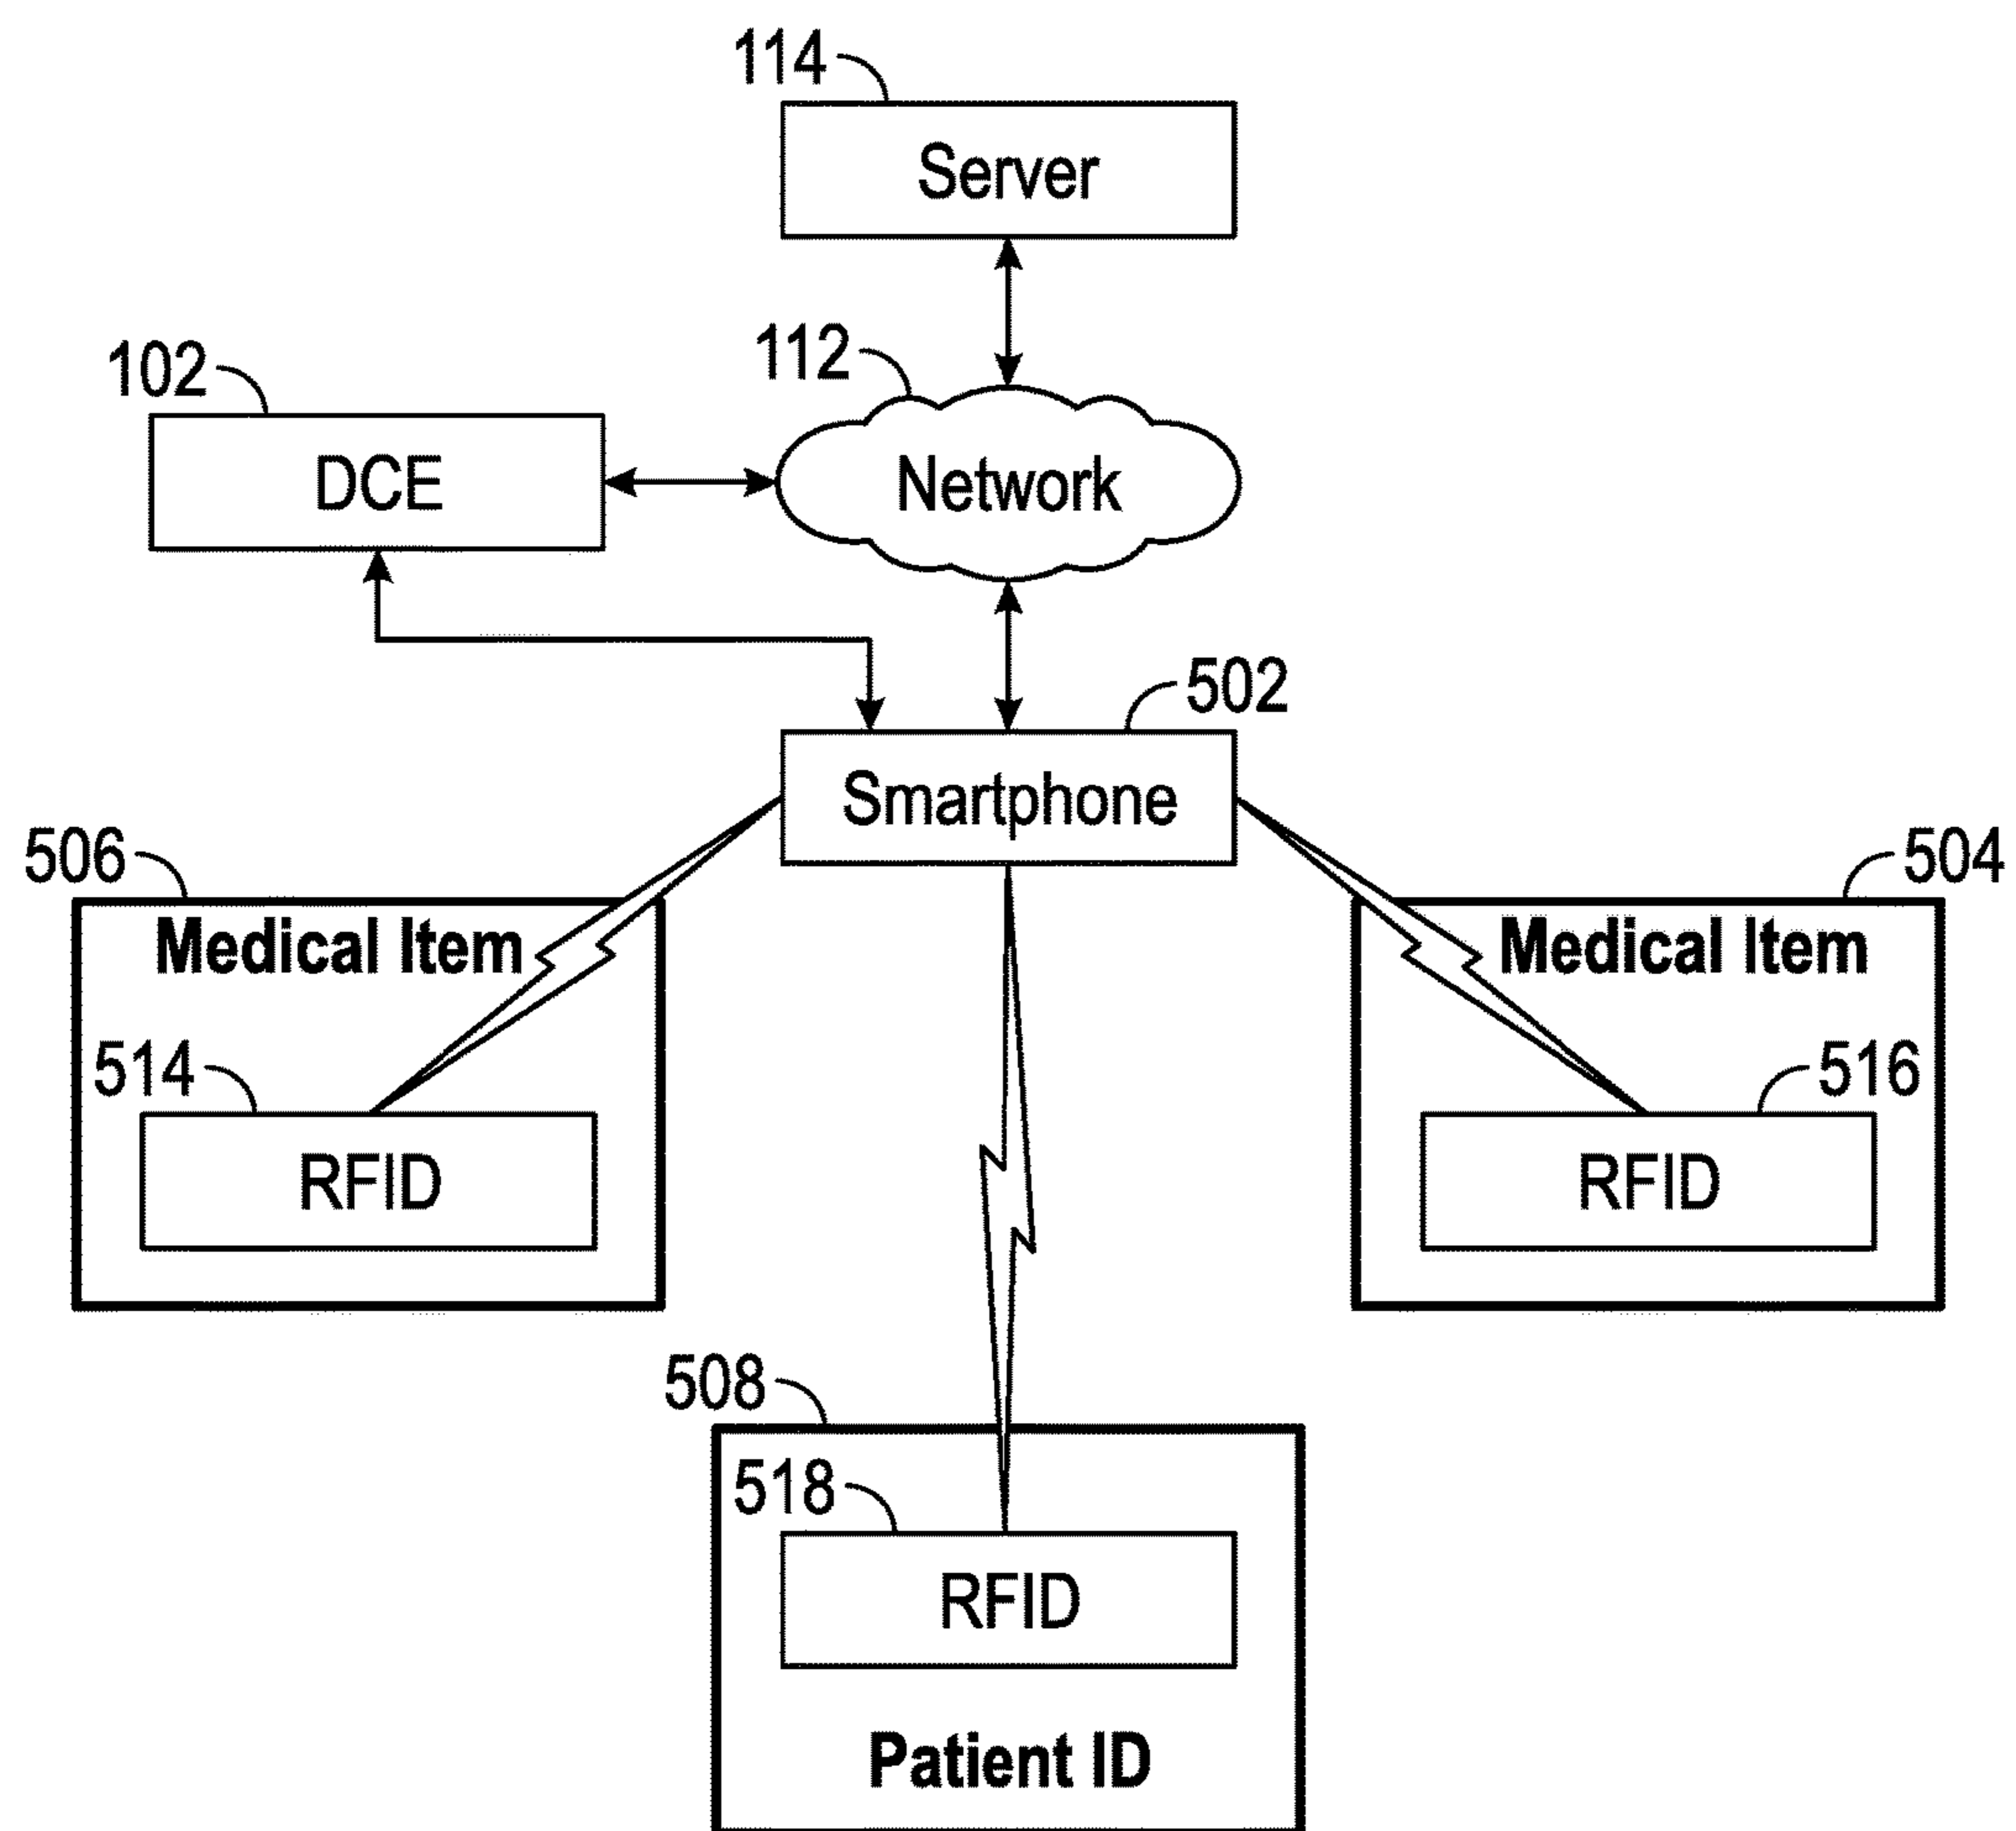 114
Server
112
102
DCE
Network
502
Smartphone
506
504
Medical Item
Medical Item
514
516
RFID
RFID
508
518
RFID
Patient ID